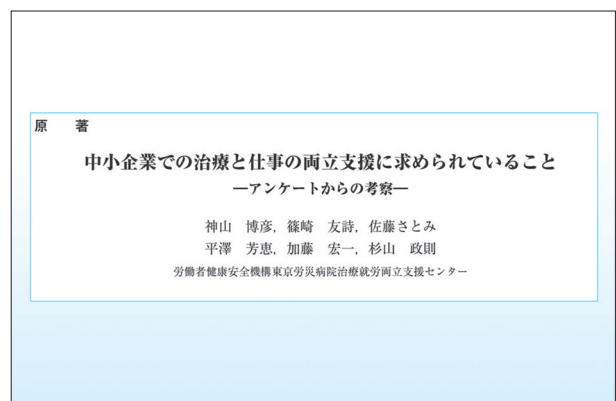 原　著
中小企業での治療と仕事の両立支援に求められていること
―アンケートからの考察―
神山　博彦，篠崎　友詩，佐藤さとみ
平澤　芳恵，加藤　宏一，杉山　政則
労働者健康安全機構東京労災病院治療就労両立支援センター